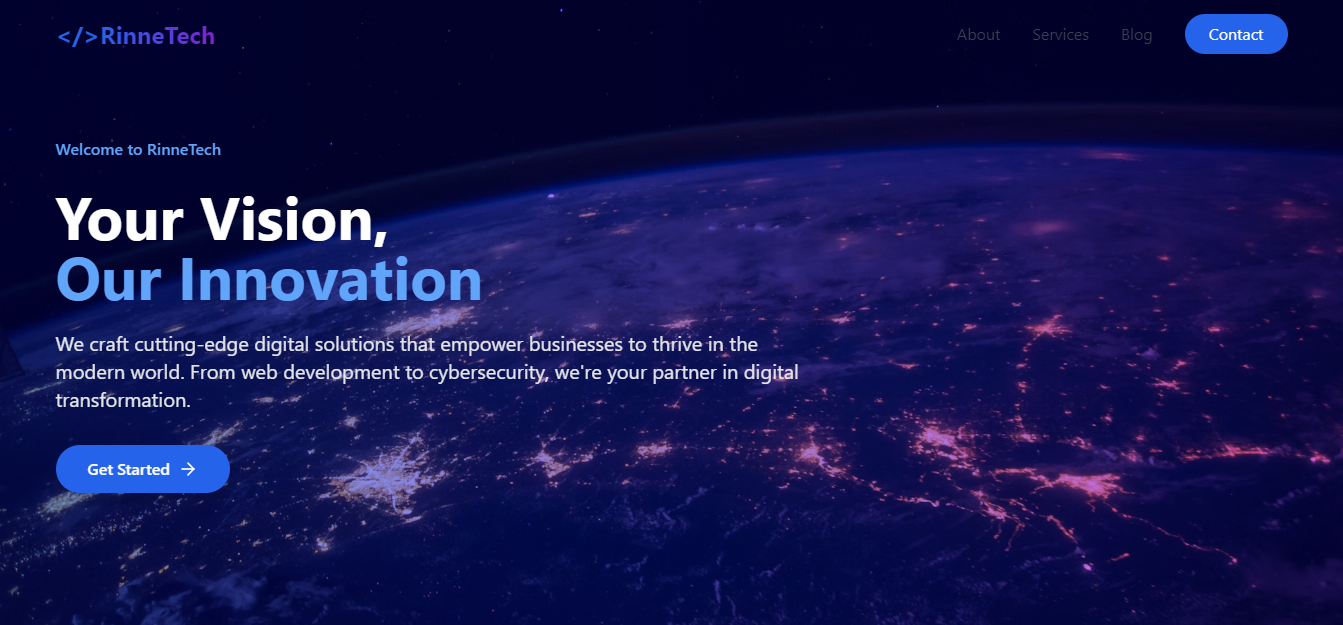 </>RinneTech
About Services Blog Contact
Welcome to RinneTech
Your Vision,
Our Innovation
We craft cutting-edge digital solutions that empower businesses to thrive in the
modern world. From web development to cybersecurity, we're your partner in digital
transformation.
Get Started →